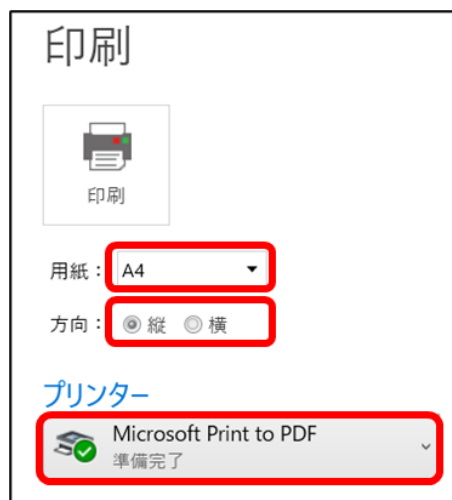 印刷
印刷
用紙： A4
方向： 縦 横
プリンター
Microsoft Print to PDF
準備完了